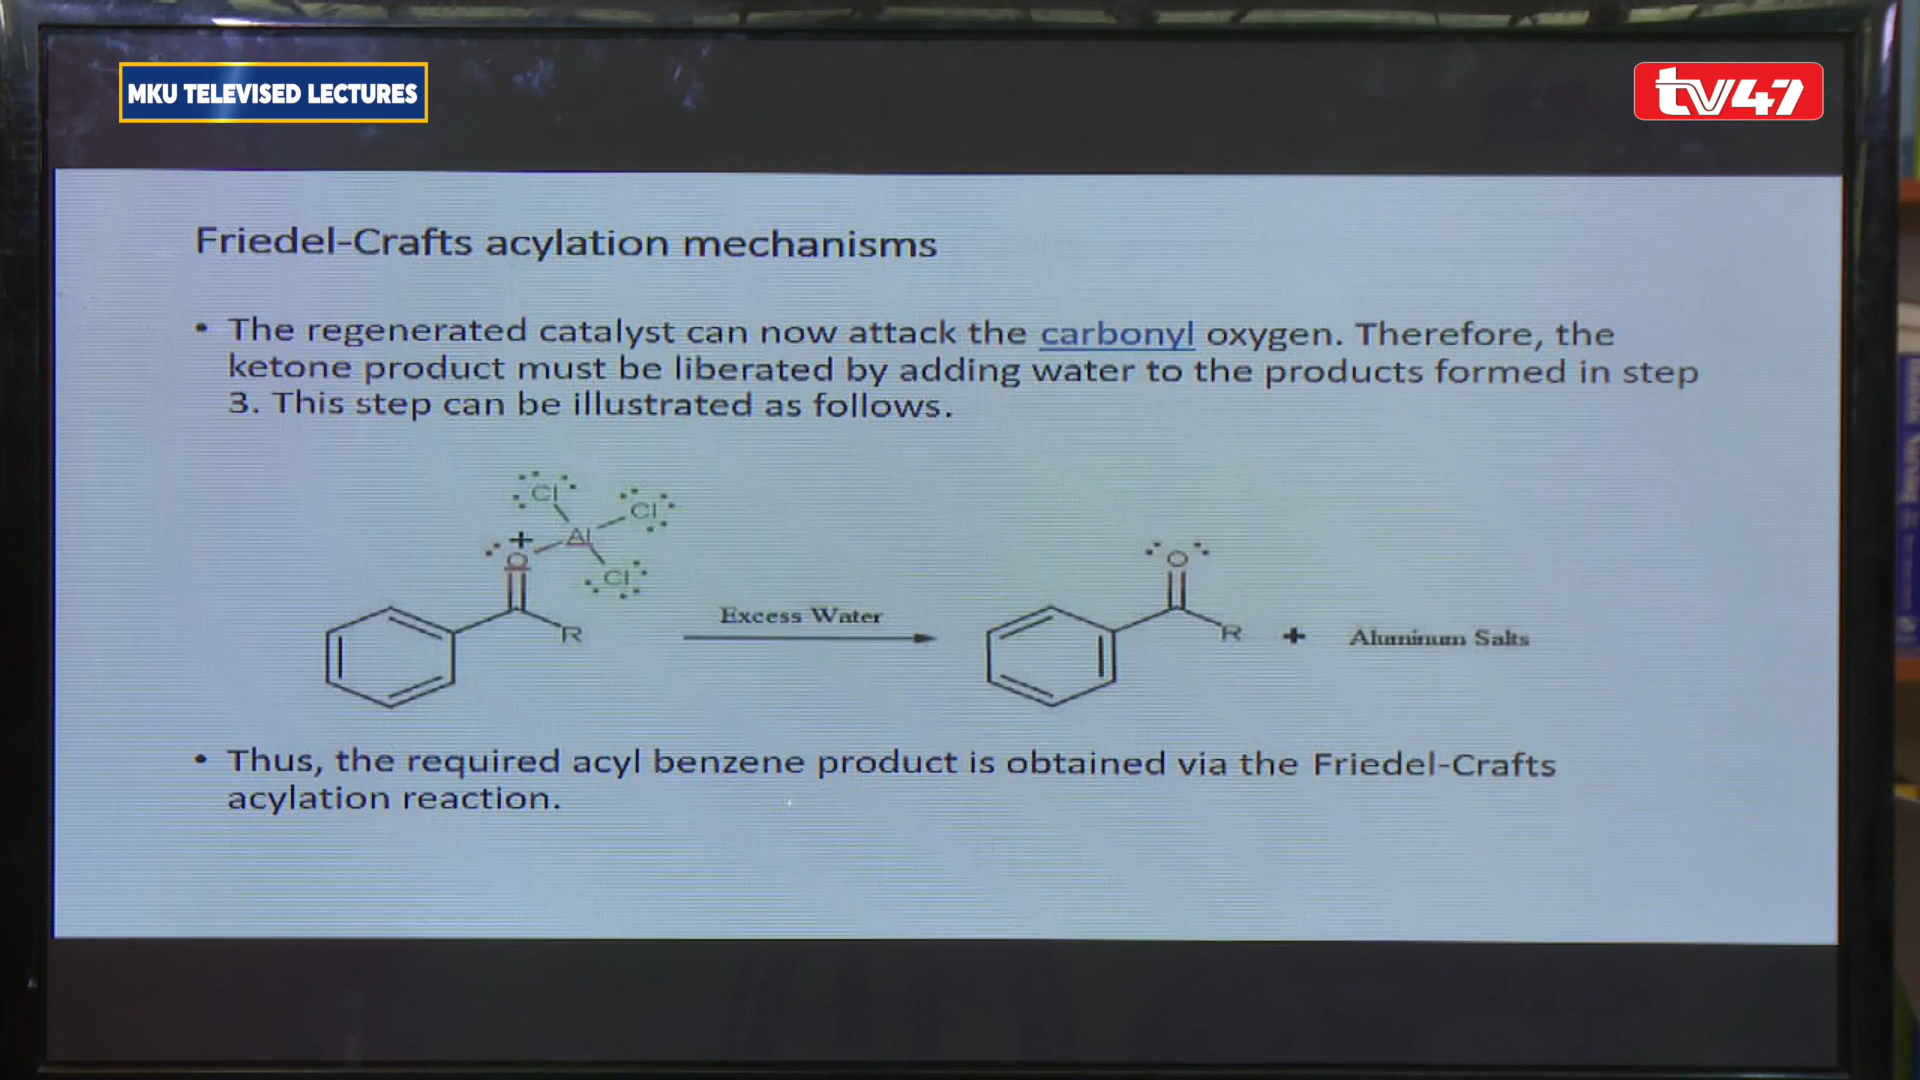 MKU TELEVISED LECTURES
tv47
Friedel-Crafts acylation mechanisms
• The regenerated catalyst can now attack the carbonyl oxygen. Therefore, the
ketone product must be liberated by adding water to the products formed in step
3. This step can be illustrated as follows.
Cl
Cl
Al
+
O
Cl
R
Excess Water
O
R + Aluminum Salts
• Thus, the required acyl benzene product is obtained via the Friedel-Crafts
acylation reaction.